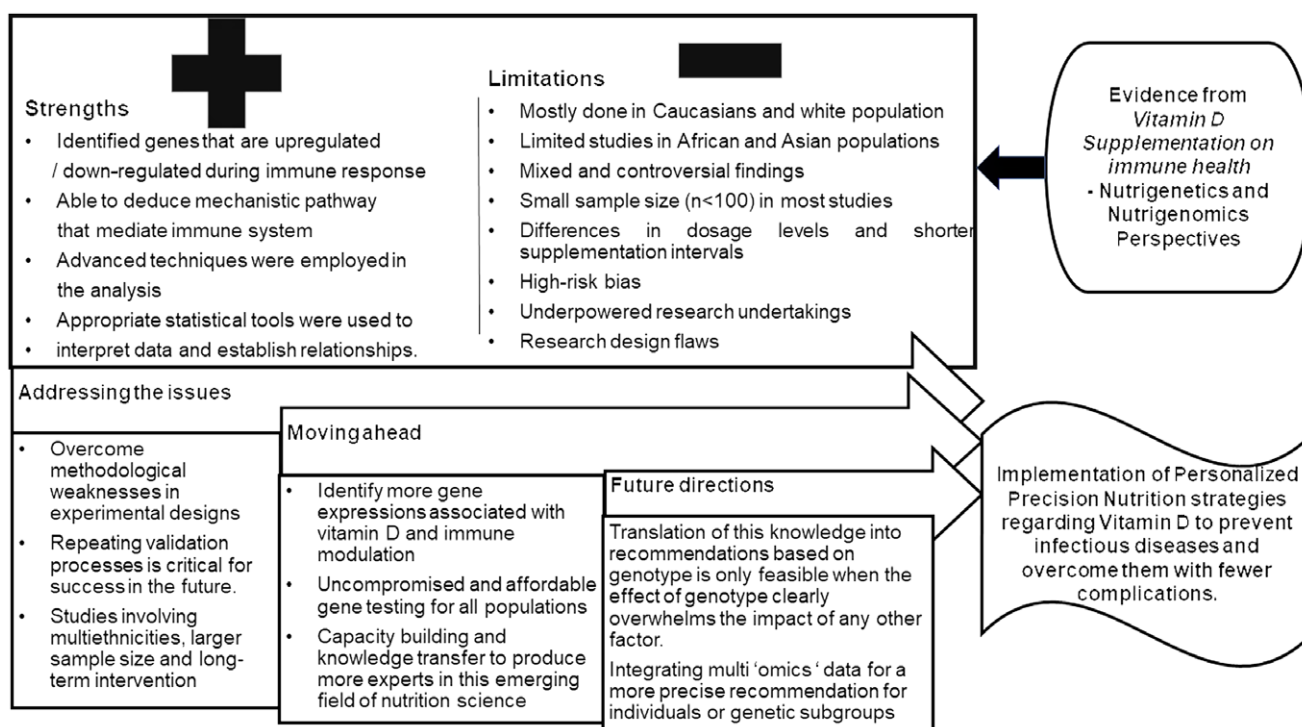 Strengths
• Identified genes that are upregulated
/ down-regulated during immune response
• Able to deduce mechanistic pathway
that mediate immune system
• Advanced techniques were employed in
the analysis
• Appropriate statistical tools were used to
• interpret data and establish relationships.
Limitations
• Mostly done in Caucasians and white population
• Limited studies in African and Asian populations
• Mixed and controversial findings
• Small sample size (n<100) in most studies
• Differences in dosage levels and shorter
supplementation intervals
• High-risk bias
• Underpowered research undertakings
• Research design flaws
Evidence from
Vitamin D
Supplementation on
immune health
- Nutrigenetics and
Nutrigenomics
Perspectives
Addressing the issues
• Overcome
methodological
weaknesses in
experimental designs
• Repeating validation
processes is critical for
success in the future.
• Studies involving
multiethnicities, larger
sample size and long-
term intervention
Moving ahead
• Identify more gene
expressions associated with
vitamin D and immune
modulation
• Uncompromised and affordable
gene testing for all populations
• Capacity building and
knowledge transfer to produce
more experts in this emerging
field of nutrition science
Future directions
Translation of this knowledge into
recommendations based on
genotype is only feasible when the
effect of genotype clearly
overwhelms the impact of any other
factor.
Integrating multi ‘omics ‘ data for a
more precise recommendation for
individuals or genetic subgroups
Implementation of Personalized
Precision Nutrition strategies
regarding Vitamin D to prevent
infectious diseases and
overcome them with fewer
complications.